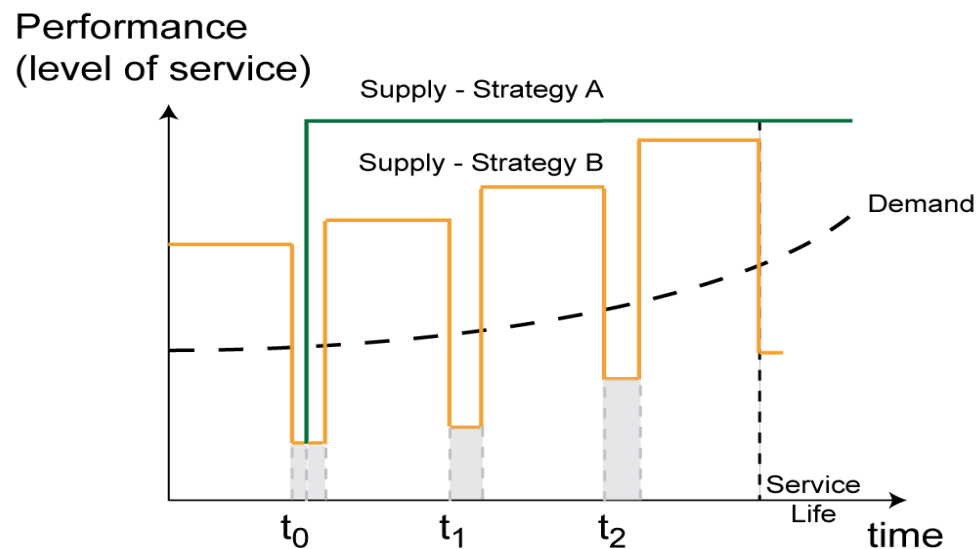 Performance
(level of service)
Supply - Strategy A
Supply - Strategy B
Demand
Service
Life
t0
t1
t2
time